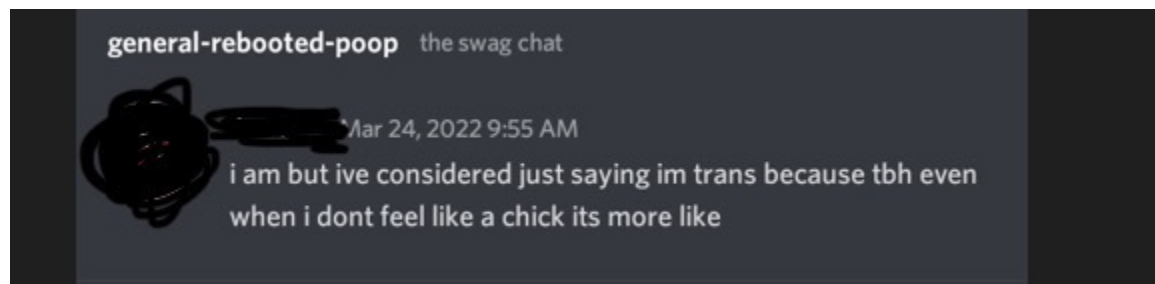 general-rebooted-poop the swag chat
Mar 24, 2022 9:55 AM
i am but ive considered just saying im trans because tbh even
when i dont feel like a chick its more like